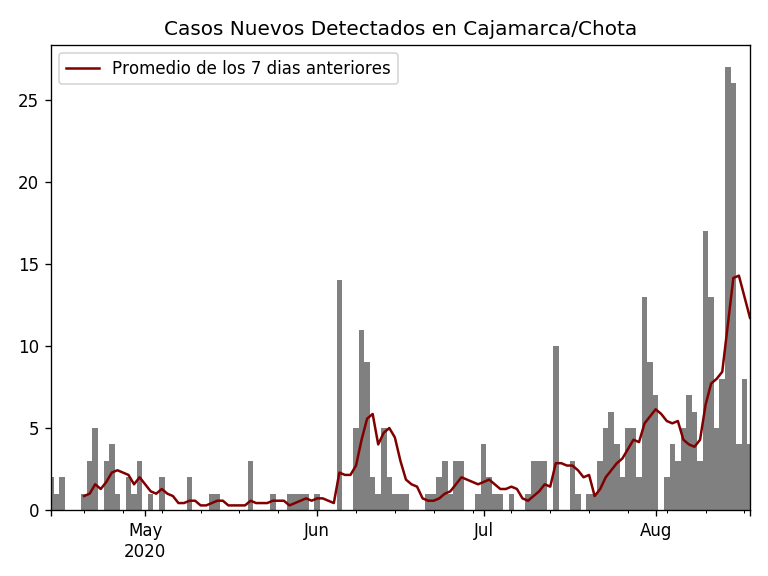 Casos Nuevos Detectados en Cajamarca/Chota
Promedio de los 7 dias anteriores
25
20
15
10
5
0
May
2020
Jun
Jul
Aug